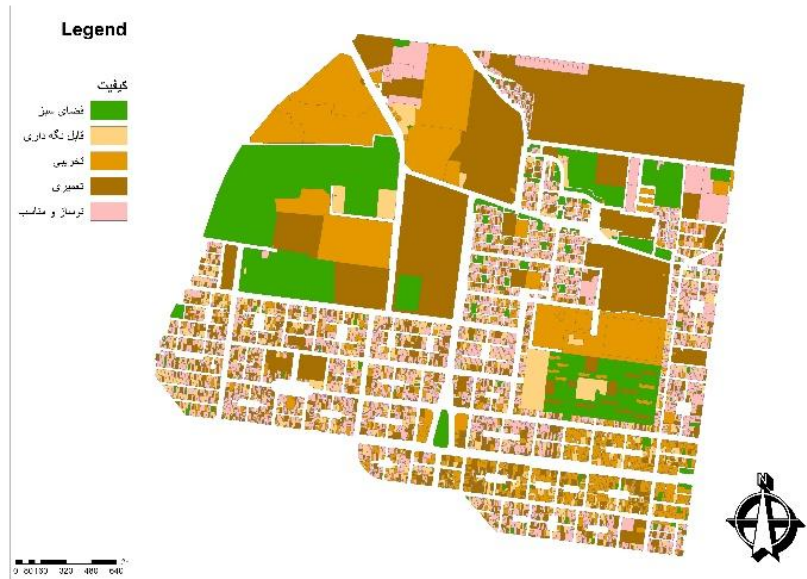 Legend
کیفیت
فضای سبز
قابل نگه داری
تخریبی
تعمیری
نوساز و مناسب
N
0 80 160 320 480 640